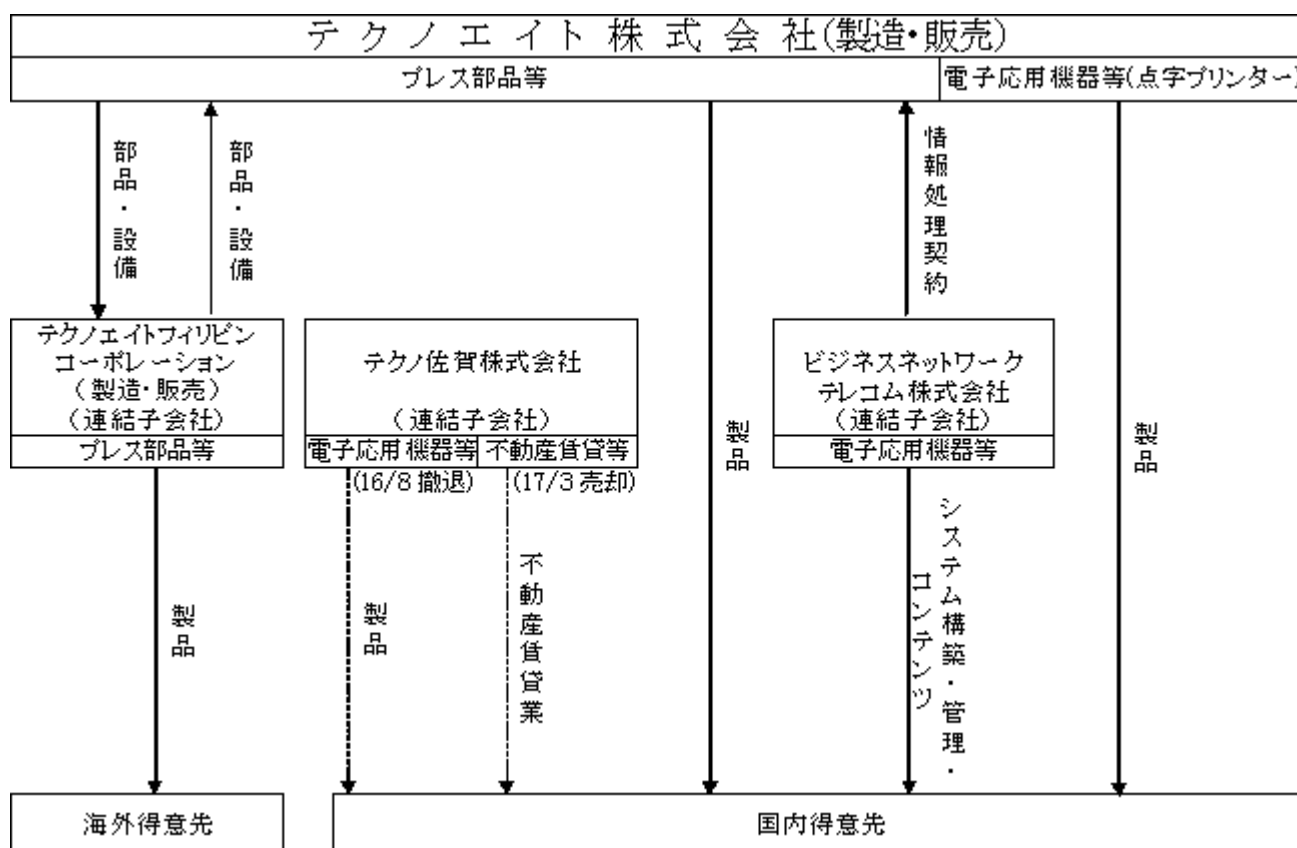 テクノエイト株式会社(製造・販売)
プレス部品等
電子応用機器等(点字プリンター)
部品・設備
部品・設備
情報処理契約
テクノエイトフィリピン
コーポレーション
(製造・販売)
(連結子会社)
プレス部品等
テクノ佐賀株式会社
(連結子会社)
電子応用機器等
不動産賃貸等
(16/8撤退)
(17/3売却)
ビジネスネットワーク
テレコム株式会社
(連結子会社)
電子応用機器等
製品
製品
製品
製品
不動産賃貸業
システム構築・管理・
コンテンツ
海外得意先
国内得意先